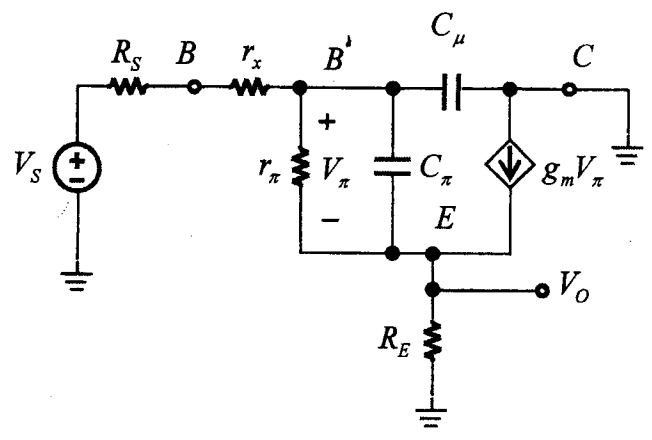 C_μ
R_S B r_x B' C
+
V_S + − r_π V_π C_π g_m V_π
− E
V_O
R_E